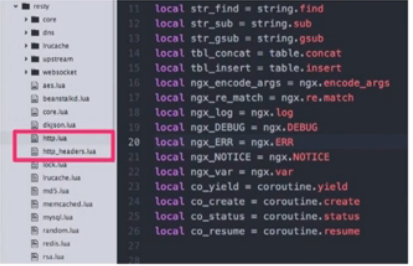 resty
core
dns
lrucache
upstream
websocket
aes.lua
beanstalkd.lua
core.lua
dkjson.lua
http.lua
http_headers.lua
lock.lua
lrucache.lua
md5.lua
memcached.lua
mysql.lua
random.lua
redis.lua
rsa.lua
11 local str_find = string.find
12 local str_sub = string.sub
13 local str_gsub = string.gsub
14 local tbl_concat = table.concat
15 local tbl_insert = table.insert
16 local ngx_encode_args = ngx.encode_args
17 local ngx_re_match = ngx.re.match
18 local ngx_log = ngx.log
19 local ngx_DEBUG = ngx.DEBUG
20 local ngx_ERR = ngx.ERR
21 local ngx_NOTICE = ngx.NOTICE
22 local ngx_var = ngx.var
23 local co_yield = coroutine.yield
24 local co_create = coroutine.create
25 local co_status = coroutine.status
26 local co_resume = coroutine.resume
27
28